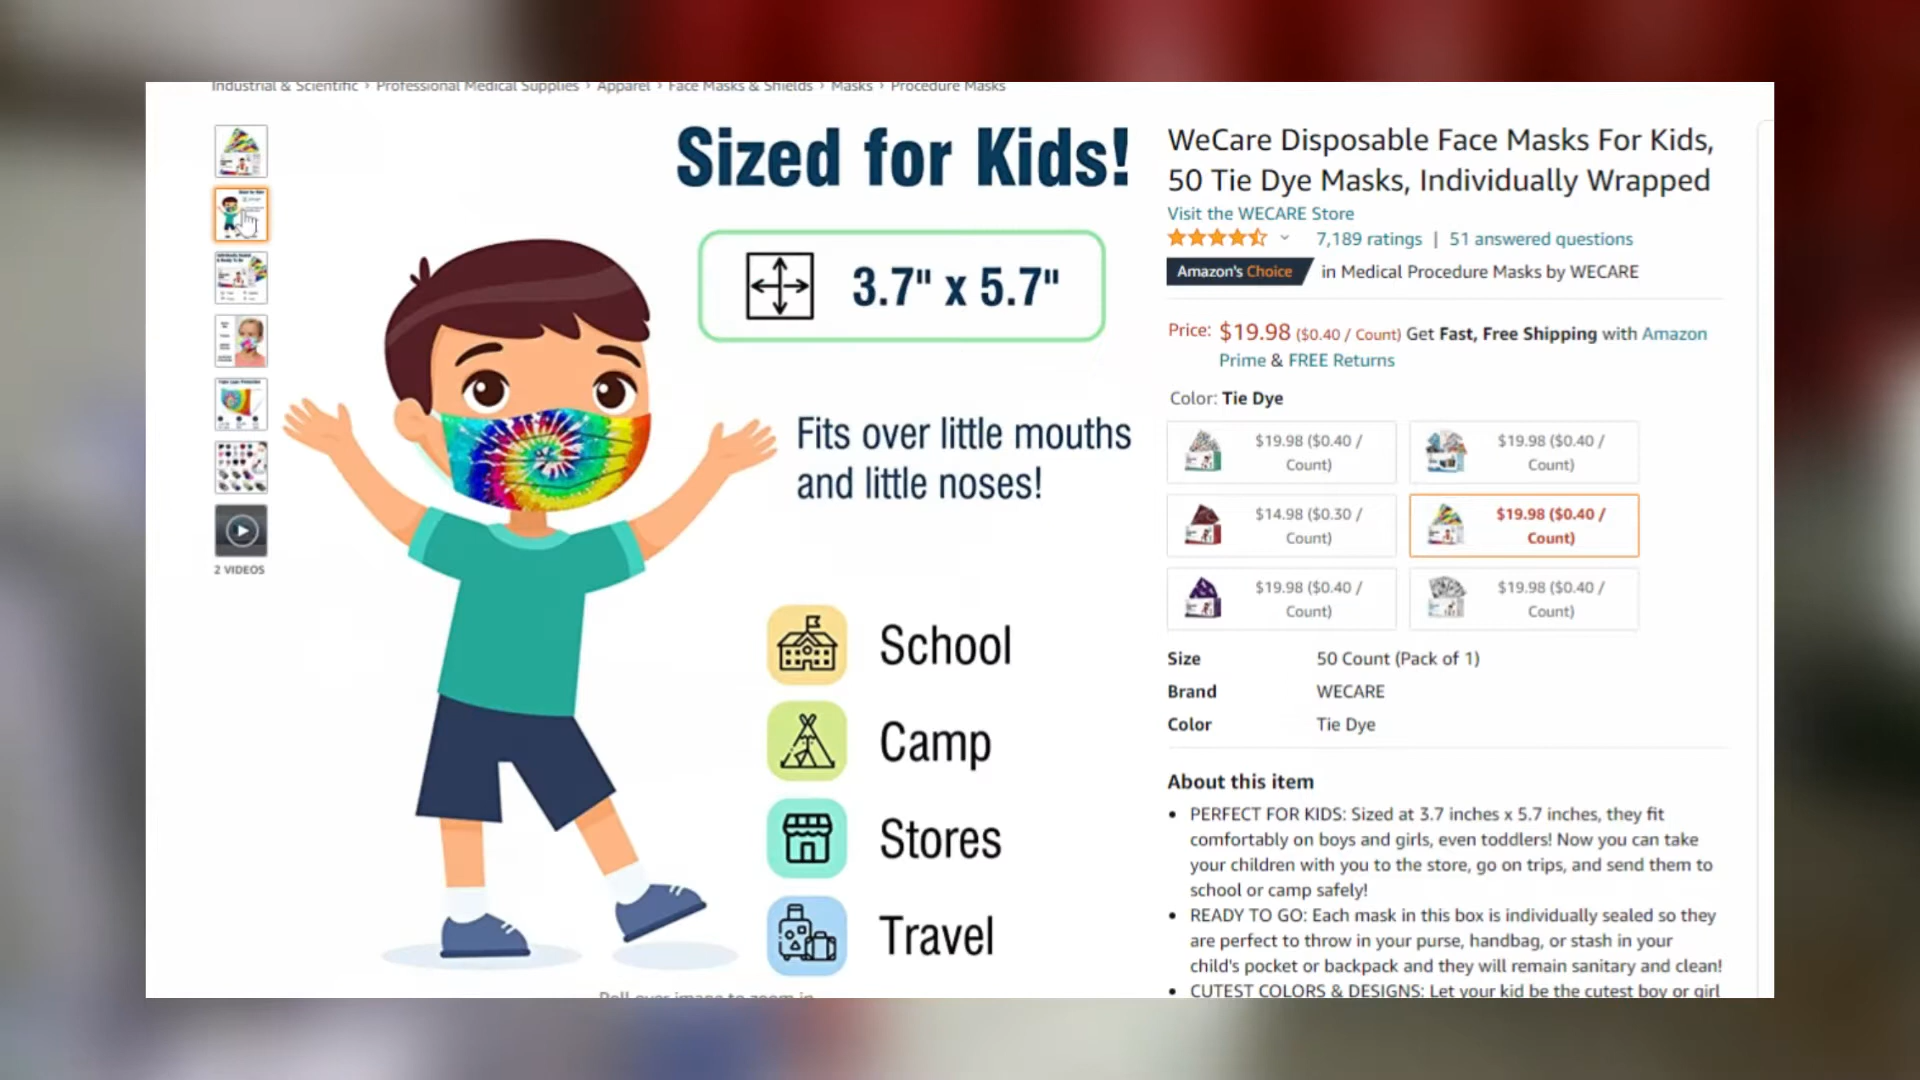 Industrial & Scientific › Professional Medical Supplies › Apparel › Face Masks & Shields › Masks › Procedure Masks
2 VIDEOS
Sized for Kids!
3.7" x 5.7"
Fits over little mouths
and little noses!
School
Camp
Stores
Travel
Roll over image to zoom in
WeCare Disposable Face Masks For Kids,
50 Tie Dye Masks, Individually Wrapped
Visit the WECARE Store
7,189 ratings | 51 answered questions
Amazon's Choice in Medical Procedure Masks by WECARE
Price: $19.98 ($0.40 / Count) Get Fast, Free Shipping with Amazon
Prime & FREE Returns
Color: Tie Dye
$19.98 ($0.40 /
Count)
$19.98 ($0.40 /
Count)
$14.98 ($0.30 /
Count)
$19.98 ($0.40 /
Count)
$19.98 ($0.40 /
Count)
$19.98 ($0.40 /
Count)
Size 50 Count (Pack of 1)
Brand WECARE
Color Tie Dye
About this item
• PERFECT FOR KIDS: Sized at 3.7 inches x 5.7 inches, they fit
comfortably on boys and girls, even toddlers! Now you can take
your children with you to the store, go on trips, and send them to
school or camp safely!
• READY TO GO: Each mask in this box is individually sealed so they
are perfect to throw in your purse, handbag, or stash in your
child's pocket or backpack and they will remain sanitary and clean!
• CUTEST COLORS & DESIGNS: Let your kid be the cutest boy or girl